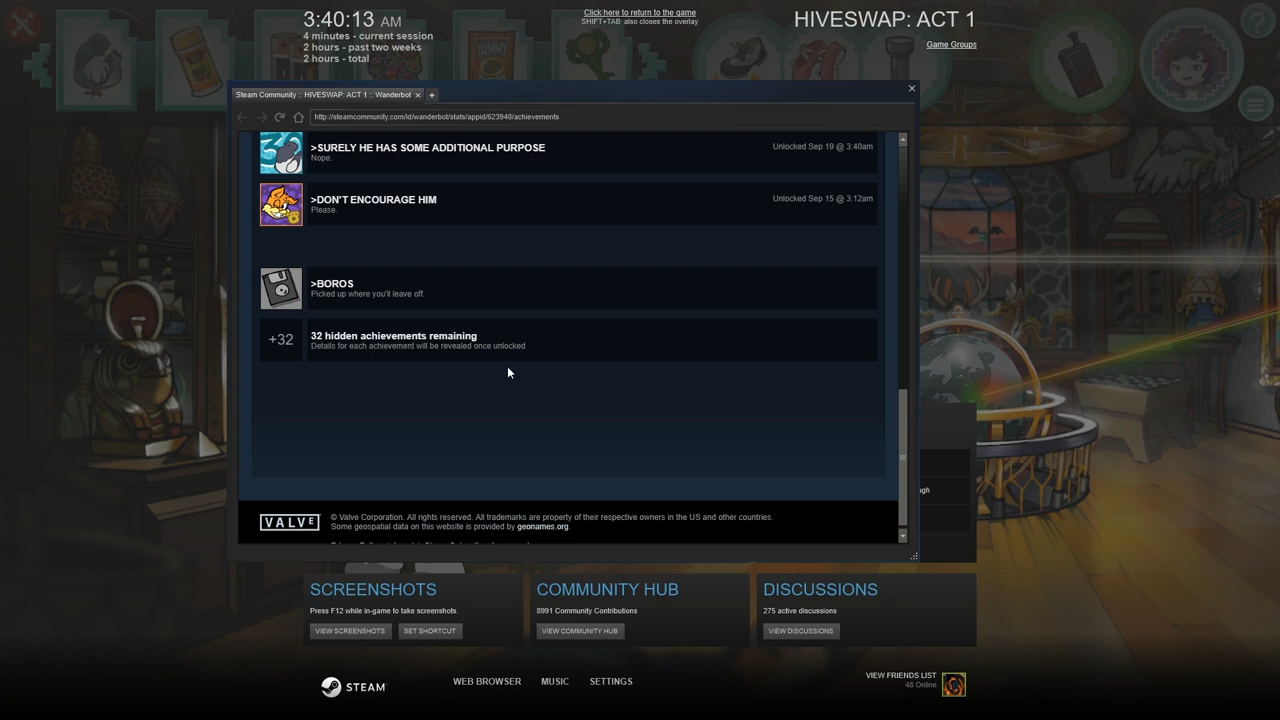 3:40:13 AM
4 minutes - current session
2 hours - past two weeks
2 hours - total
Click here to return to the game
SHIFT+TAB also closes the overlay
HIVESWAP: ACT 1
Game Groups
YUMMY
?
Steam Community :: HIVESWAP: ACT 1 :: Wanderbot
http://steamcommunity.com/id/wanderbot/stats/appid/623940/achievements
>SURELY HE HAS SOME ADDITIONAL PURPOSE
Nope.
Unlocked Sep 19 @ 3:40am
>DON'T ENCOURAGE HIM
Please.
Unlocked Sep 15 @ 3:12am
>BOROS
Picked up where you'll leave off.
+32
32 hidden achievements remaining
Details for each achievement will be revealed once unlocked
ugh
VALVE
© Valve Corporation. All rights reserved. All trademarks are property of their respective owners in the US and other countries.
Some geospatial data on this website is provided by geonames.org.
SCREENSHOTS
Press F12 while in-game to take screenshots.
VIEW SCREENSHOTS
SET SHORTCUT
COMMUNITY HUB
8991 Community Contributions
VIEW COMMUNITY HUB
DISCUSSIONS
275 active discussions
VIEW DISCUSSIONS
STEAM
WEB BROWSER
MUSIC
SETTINGS
VIEW FRIENDS LIST
48 Online